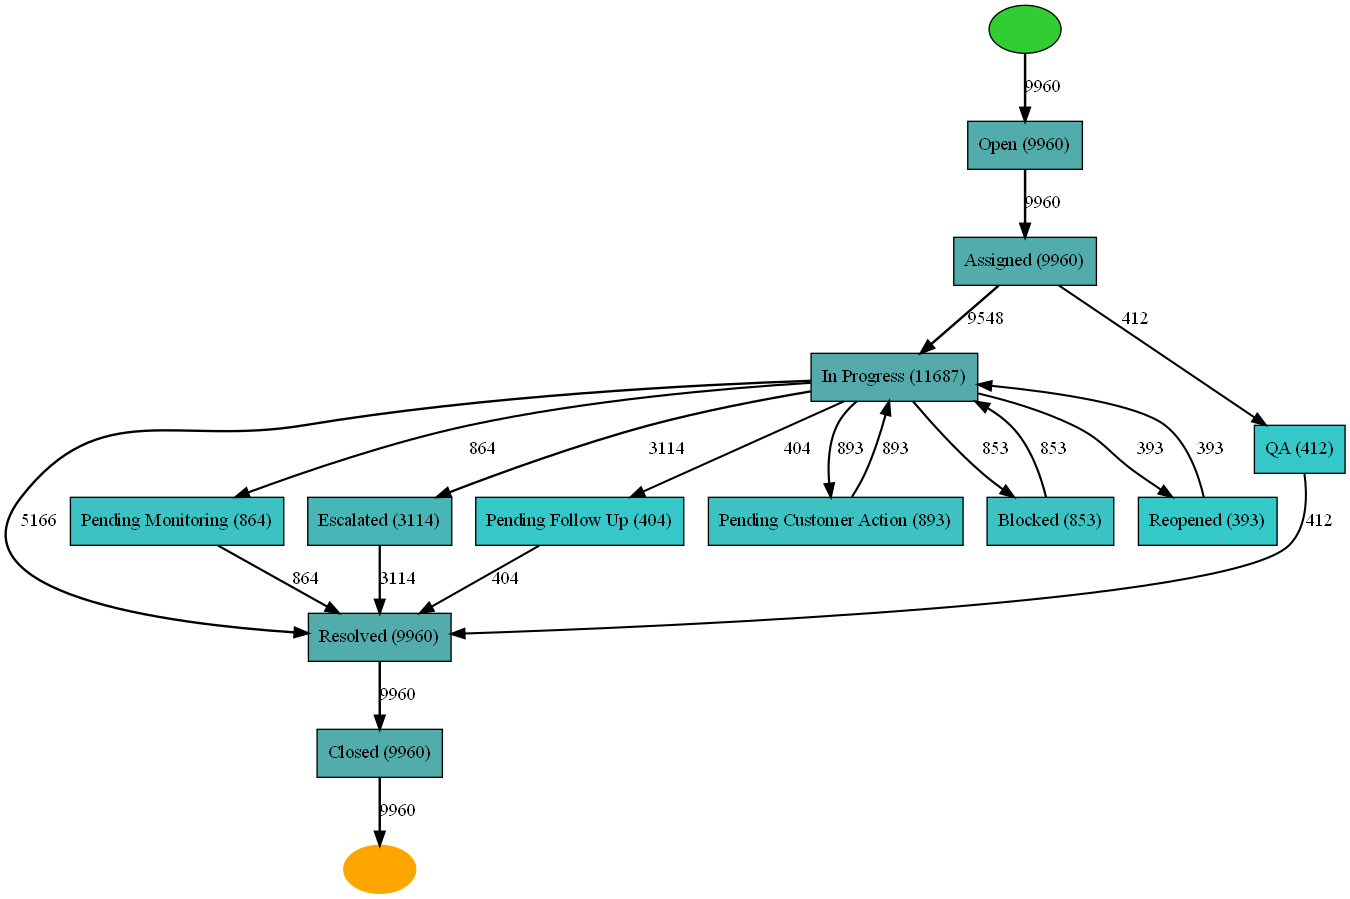 9960
Open (9960)
9960
Assigned (9960)
9548
412
In Progress (11687)
864
3114
404
893
893
853
853
393
393
QA (412)
5166
Pending Monitoring (864)
Escalated (3114)
Pending Follow Up (404)
Pending Customer Action (893)
Blocked (853)
Reopened (393)
412
864
3114
404
Resolved (9960)
9960
Closed (9960)
9960